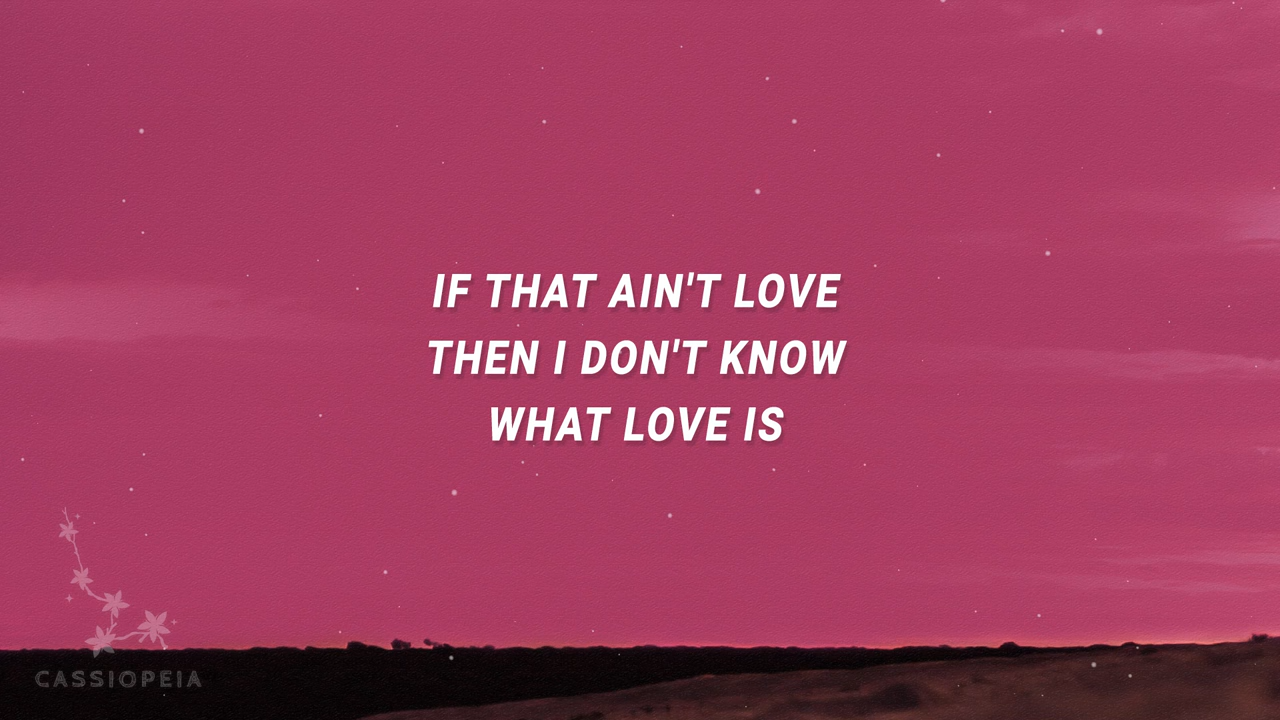 IF THAT AIN'T LOVE
THEN I DON'T KNOW
WHAT LOVE IS
CASSIOPEIA